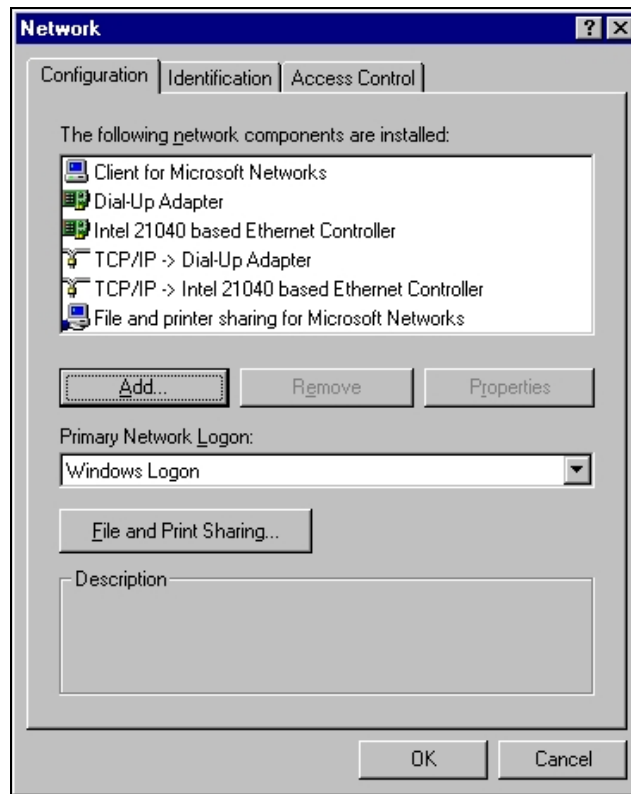 Network
Configuration Identification Access Control
The following network components are installed:
Client for Microsoft Networks
Dial-Up Adapter
Intel 21040 based Ethernet Controller
TCP/IP -> Dial-Up Adapter
TCP/IP -> Intel 21040 based Ethernet Controller
File and printer sharing for Microsoft Networks
Add... Remove Properties
Primary Network Logon:
Windows Logon
File and Print Sharing...
Description
OK Cancel